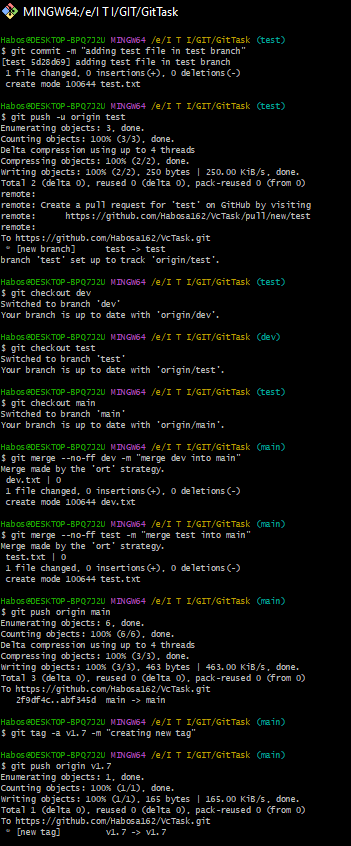 MINGW64:/e/I T I/GIT/GitTask
Habos@DESKTOP-BPQ7J2U MINGW64 /e/I T I/GIT/GitTask (test)
$ git commit -m "adding test file in test branch"
[test 5d28d69] adding test file in test branch
1 file changed, 0 insertions(+), 0 deletions(-)
create mode 100644 test.txt
Habos@DESKTOP-BPQ7J2U MINGW64 /e/I T I/GIT/GitTask (test)
$ git push -u origin test
Enumerating objects: 3, done.
Counting objects: 100% (3/3), done.
Delta compression using up to 4 threads
Compressing objects: 100% (2/2), done.
Writing objects: 100% (2/2), 250 bytes | 250.00 KiB/s, done.
Total 2 (delta 0), reused 0 (delta 0), pack-reused 0 (from 0)
remote:
remote: Create a pull request for 'test' on GitHub by visiting
remote:      https://github.com/Habosa162/VcTask/pull/new/test
remote:
To https://github.com/Habosa162/VcTask.git
* [new branch]      test -> test
branch 'test' set up to track 'origin/test'.
Habos@DESKTOP-BPQ7J2U MINGW64 /e/I T I/GIT/GitTask (test)
$ git checkout dev
Switched to branch 'dev'
Your branch is up to date with 'origin/dev'.
Habos@DESKTOP-BPQ7J2U MINGW64 /e/I T I/GIT/GitTask (dev)
$ git checkout test
Switched to branch 'test'
Your branch is up to date with 'origin/test'.
Habos@DESKTOP-BPQ7J2U MINGW64 /e/I T I/GIT/GitTask (test)
$ git checkout main
Switched to branch 'main'
Your branch is up to date with 'origin/main'.
Habos@DESKTOP-BPQ7J2U MINGW64 /e/I T I/GIT/GitTask (main)
$ git merge --no-ff dev -m "merge dev into main"
Merge made by the 'ort' strategy.
dev.txt | 0
1 file changed, 0 insertions(+), 0 deletions(-)
create mode 100644 dev.txt
Habos@DESKTOP-BPQ7J2U MINGW64 /e/I T I/GIT/GitTask (main)
$ git merge --no-ff test -m "merge test into main"
Merge made by the 'ort' strategy.
test.txt | 0
1 file changed, 0 insertions(+), 0 deletions(-)
create mode 100644 test.txt
Habos@DESKTOP-BPQ7J2U MINGW64 /e/I T I/GIT/GitTask (main)
$ git push origin main
Enumerating objects: 6, done.
Counting objects: 100% (6/6), done.
Delta compression using up to 4 threads
Compressing objects: 100% (3/3), done.
Writing objects: 100% (3/3), 463 bytes | 463.00 KiB/s, done.
Total 3 (delta 0), reused 0 (delta 0), pack-reused 0 (from 0)
To https://github.com/Habosa162/VcTask.git
2f9df4c..abf345d  main -> main
Habos@DESKTOP-BPQ7J2U MINGW64 /e/I T I/GIT/GitTask (main)
$ git tag -a v1.7 -m "creating new tag"
Habos@DESKTOP-BPQ7J2U MINGW64 /e/I T I/GIT/GitTask (main)
$ git push origin v1.7
Enumerating objects: 1, done.
Counting objects: 100% (1/1), done.
Writing objects: 100% (1/1), 165 bytes | 165.00 KiB/s, done.
Total 1 (delta 0), reused 0 (delta 0), pack-reused 0 (from 0)
To https://github.com/Habosa162/VcTask.git
* [new tag]         v1.7 -> v1.7